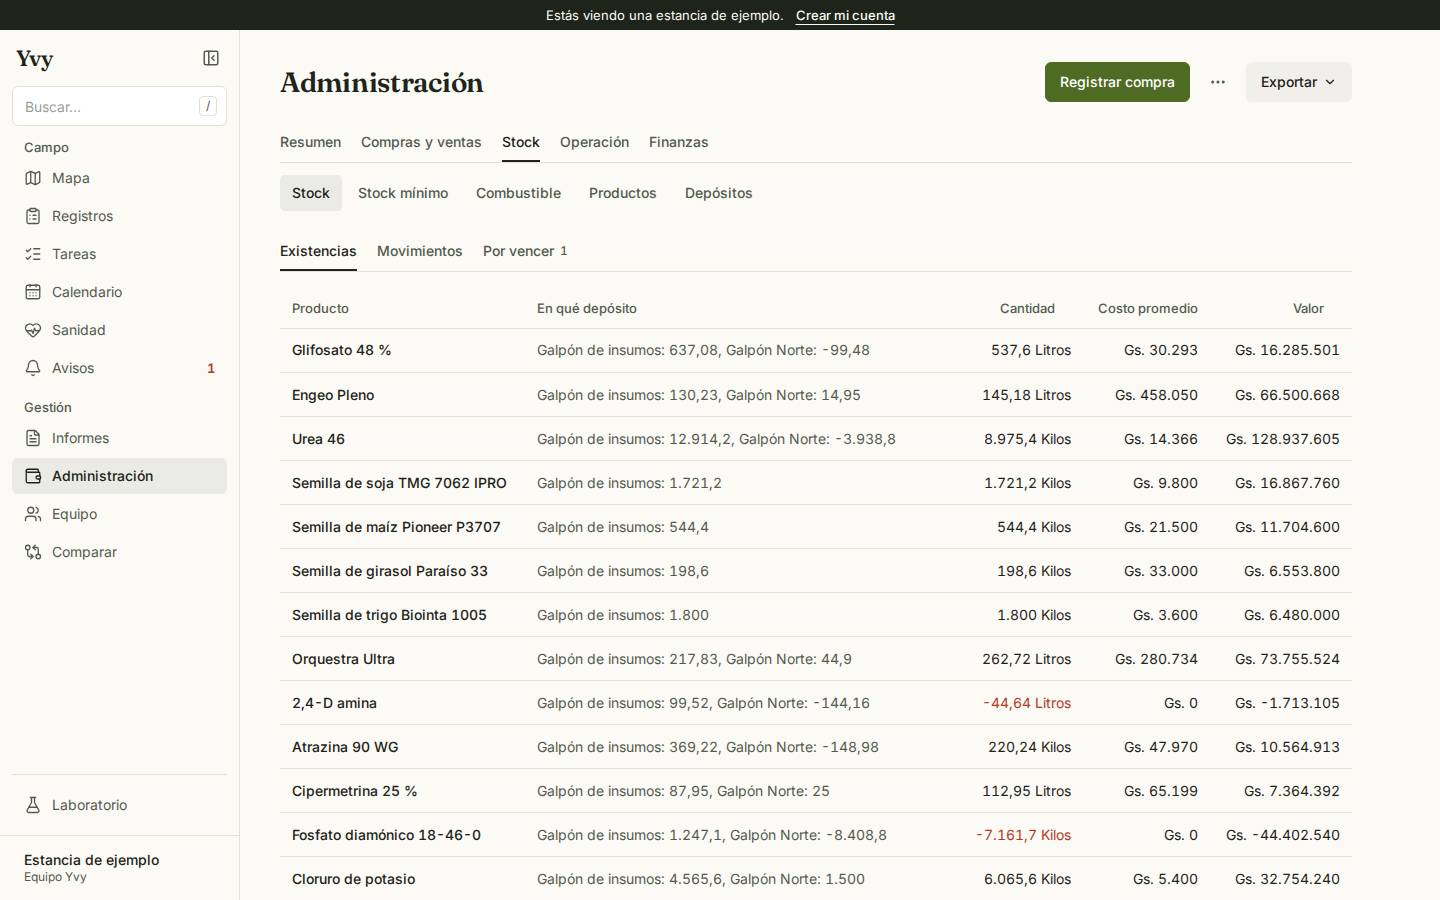 Estás viendo una estancia de ejemplo. Crear mi cuenta
Yvy
Buscar... /
Campo
Mapa
Registros
Tareas
Calendario
Sanidad
Avisos 1
Gestión
Informes
Administración
Equipo
Comparar
Laboratorio
Estancia de ejemplo
Equipo Yvy
Administración
Registrar compra Exportar
Resumen Compras y ventas Stock Operación Finanzas
Stock Stock mínimo Combustible Productos Depósitos
Existencias Movimientos Por vencer 1
Producto En qué depósito Cantidad Costo promedio Valor
Glifosato 48 % Galpón de insumos: 637,08, Galpón Norte: -99,48 537,6 Litros Gs. 30.293 Gs. 16.285.501
Engeo Pleno Galpón de insumos: 130,23, Galpón Norte: 14,95 145,18 Litros Gs. 458.050 Gs. 66.500.668
Urea 46 Galpón de insumos: 12.914,2, Galpón Norte: -3.938,8 8.975,4 Kilos Gs. 14.366 Gs. 128.937.605
Semilla de soja TMG 7062 IPRO Galpón de insumos: 1.721,2 1.721,2 Kilos Gs. 9.800 Gs. 16.867.760
Semilla de maíz Pioneer P3707 Galpón de insumos: 544,4 544,4 Kilos Gs. 21.500 Gs. 11.704.600
Semilla de girasol Paraíso 33 Galpón de insumos: 198,6 198,6 Kilos Gs. 33.000 Gs. 6.553.800
Semilla de trigo Biointa 1005 Galpón de insumos: 1.800 1.800 Kilos Gs. 3.600 Gs. 6.480.000
Orquestra Ultra Galpón de insumos: 217,83, Galpón Norte: 44,9 262,72 Litros Gs. 280.734 Gs. 73.755.524
2,4-D amina Galpón de insumos: 99,52, Galpón Norte: -144,16 -44,64 Litros Gs. 0 Gs. -1.713.105
Atrazina 90 WG Galpón de insumos: 369,22, Galpón Norte: -148,98 220,24 Kilos Gs. 47.970 Gs. 10.564.913
Cipermetrina 25 % Galpón de insumos: 87,95, Galpón Norte: 25 112,95 Litros Gs. 65.199 Gs. 7.364.392
Fosfato diamónico 18-46-0 Galpón de insumos: 1.247,1, Galpón Norte: -8.408,8 -7.161,7 Kilos Gs. 0 Gs. -44.402.540
Cloruro de potasio Galpón de insumos: 4.565,6, Galpón Norte: 1.500 6.065,6 Kilos Gs. 5.400 Gs. 32.754.240